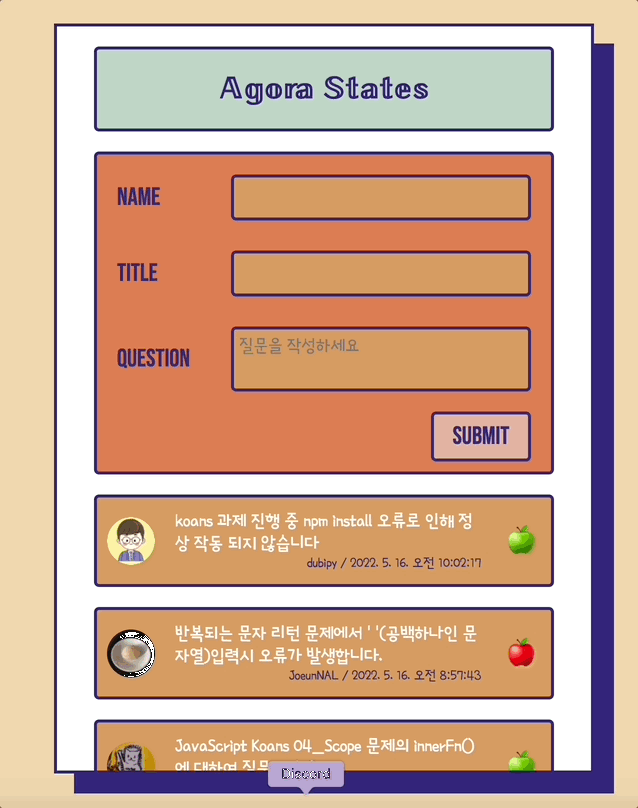 Agora States
NAME
TITLE
QUESTION
질문을 작성하세요
SUBMIT
koans 과제 진행 중 npm install 오류로 인해 정
상 작동 되지 않습니다
dubipy / 2022. 5. 16. 오전 10:02:17
반복되는 문자 리턴 문제에서 ' '(공백하나인 문
자열)입력시 오류가 발생합니다.
JoeunNAL / 2022. 5. 16. 오전 8:57:43
JavaScript Koans 04_Scope 문제의 innerFn()
에 대하여 질문
Discord